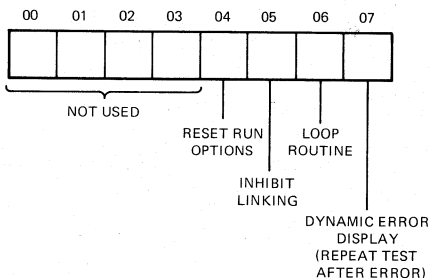 00 01 02 03 04 05 06 07
NOT USED
RESET RUN
OPTIONS
LOOP
ROUTINE
INHIBIT
LINKING
DYNAMIC ERROR
DISPLAY
(REPEAT TEST
AFTER ERROR)